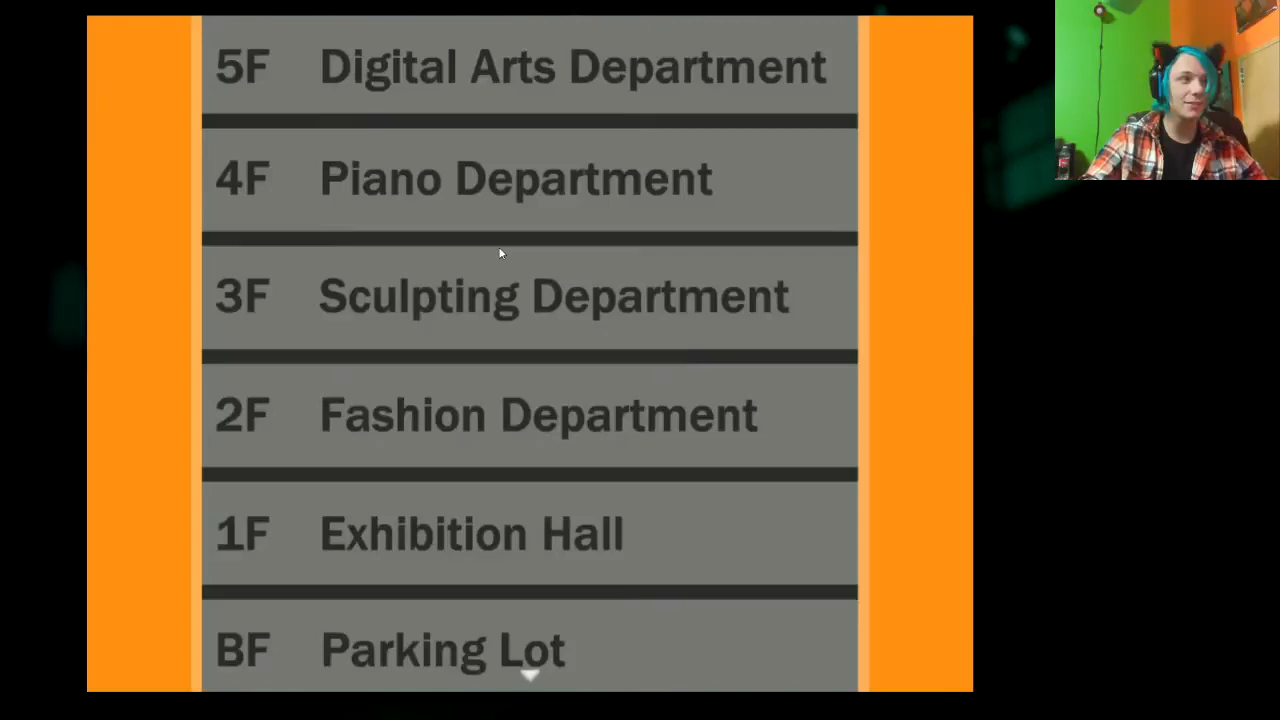 5F Digital Arts Department
4F Piano Department
3F Sculpting Department
2F Fashion Department
1F Exhibition Hall
BF Parking Lot